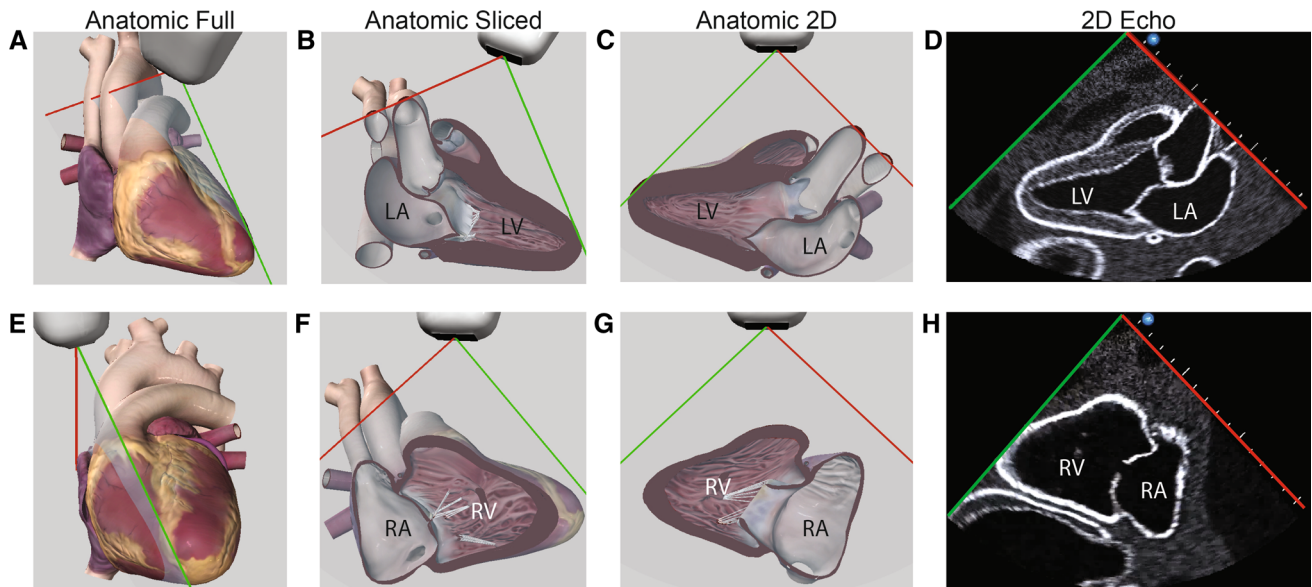 Anatomic Full Anatomic Sliced Anatomic 2D 2D Echo
A B C D
LA LV LV LA LV LA
E F G H
RA RV RV RA RV RA